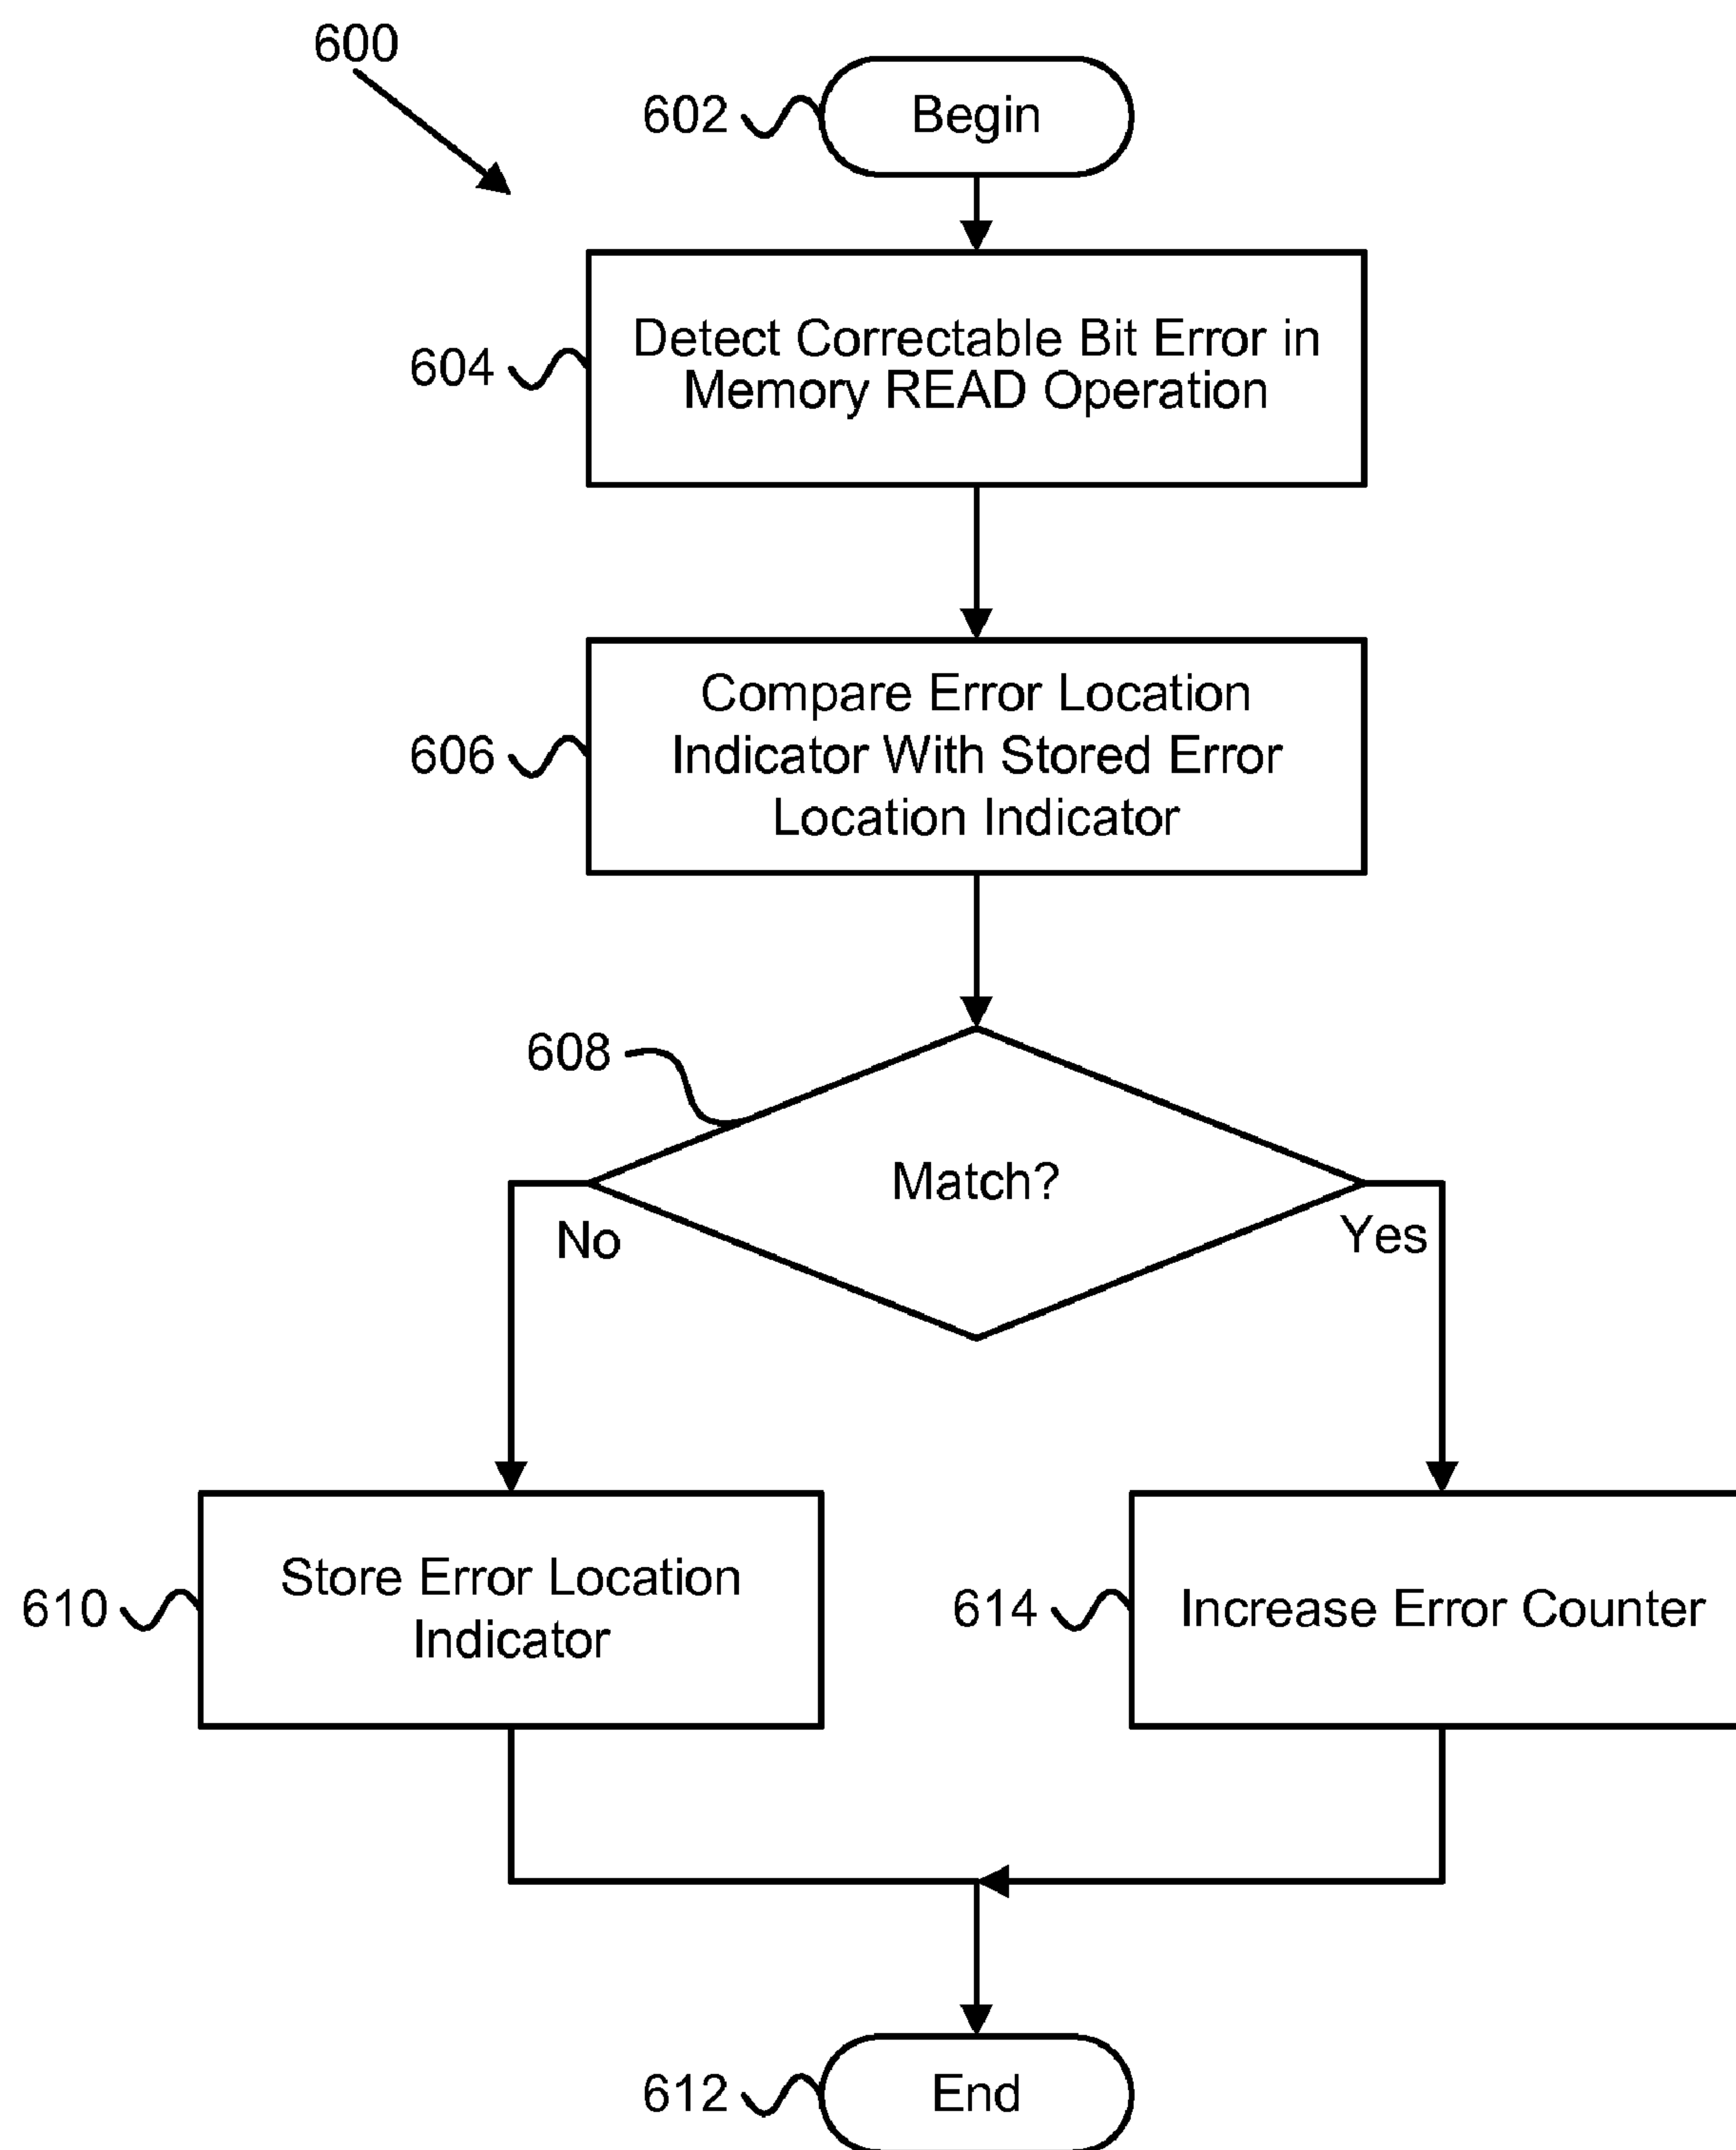 600
602
Begin
604
Detect Correctable Bit Error in
Memory READ Operation
606
Compare Error Location
Indicator With Stored Error
Location Indicator
608
Match?
No
Yes
610
Store Error Location
Indicator
614
Increase Error Counter
612
End